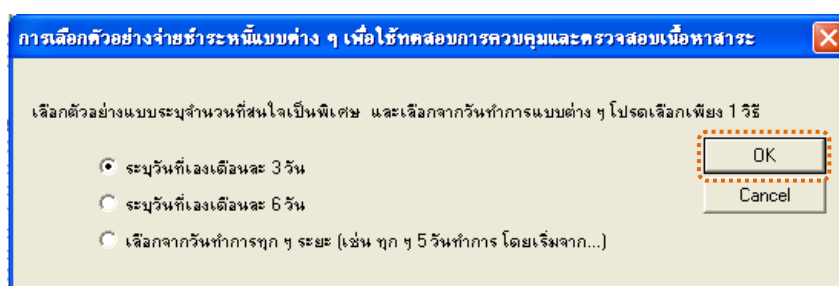 การเลือกตัวอย่างจ่ายชำระหนี้แบบต่าง ๆ เพื่อใช้ทดสอบการควบคุมและตรวจสอบเนื้อหาสาระ
เลือกตัวอย่างแบบระบุจำนวนที่สนใจเป็นพิเศษ และเลือกจากวันทำการแบบต่าง ๆ โปรดเลือกเพียง 1 วิธี
ระบุวันที่เองเดือนละ 3 วัน
OK
ระบุวันที่เองเดือนละ 6 วัน
Cancel
เลือกจากวันทำการทุก ๆ ระยะ (เช่น ทุก ๆ 5 วันทำการ โดยเริ่มจาก...)